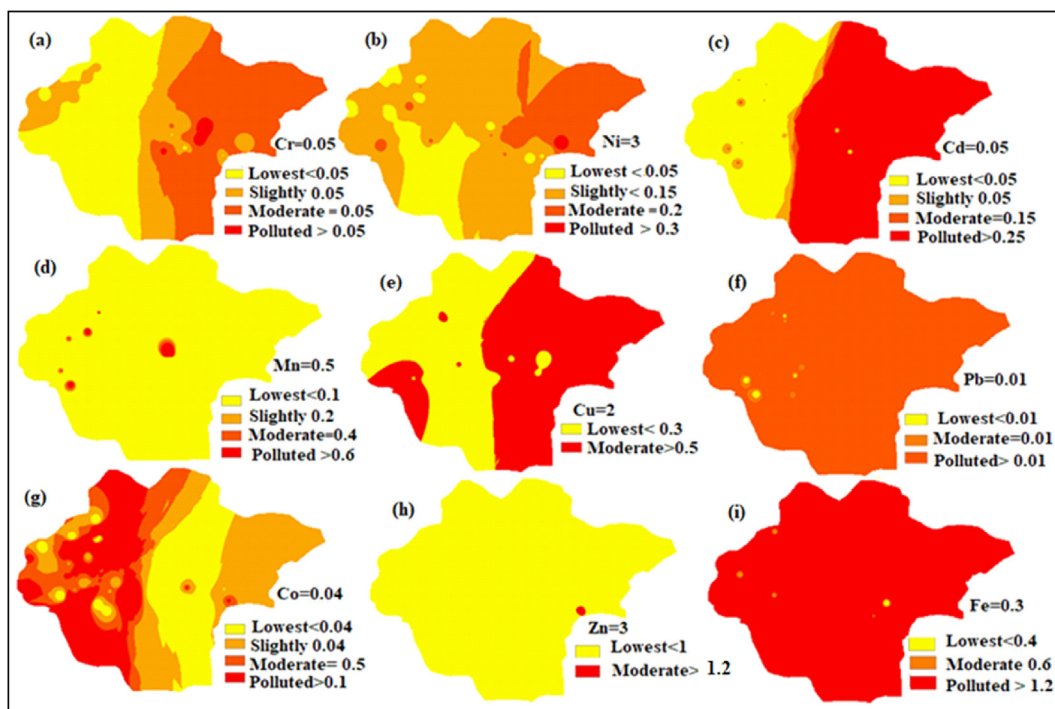 (a)
Cr=0.05
Lowest<0.05
Slightly 0.05
Moderate = 0.05
Polluted > 0.05
(b)
Ni=3
Lowest < 0.05
Slightly< 0.15
Moderate = 0.2
Polluted > 0.3
(c)
Cd=0.05
Lowest<0.05
Slightly 0.05
Moderate=0.15
Polluted>0.25
(d)
Mn=0.5
Lowest<0.1
Slightly 0.2
Moderate=0.4
Polluted >0.6
(e)
Cu=2
Lowest< 0.3
Moderate>0.5
(f)
Pb=0.01
Lowest<0.01
Moderate=0.01
Polluted> 0.01
(g)
Co=0.04
Lowest<0.04
Slightly 0.04
Moderate= 0.5
Polluted>0.1
(h)
Zn=3
Lowest<1
Moderate> 1.2
(i)
Fe=0.3
Lowest<0.4
Moderate 0.6
Polluted > 1.2